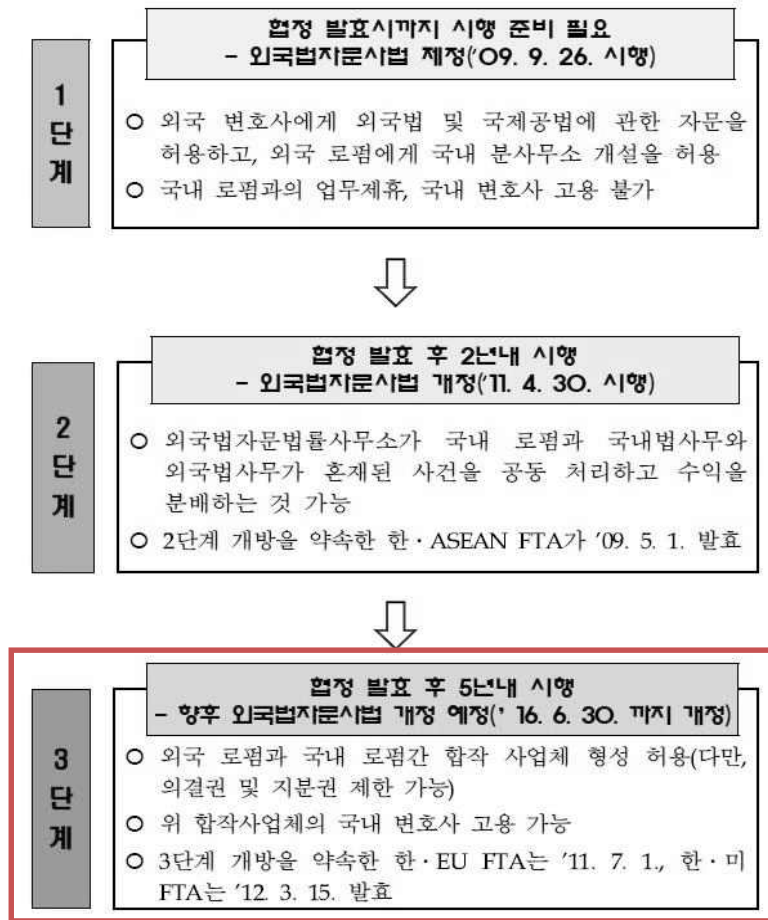 협정 발효시까지 시행 준비 필요
- 외국법자문사법 제정('09. 9. 26. 시행)
1
단
계
○ 외국 변호사에게 외국법 및 국제공법에 관한 자문을
허용하고, 외국 로펌에게 국내 분사무소 개설을 허용
○ 국내 로펌과의 업무제휴, 국내 변호사 고용 불가
협정 발효 후 2년내 시행
- 외국법자문사법 개정('11. 4. 30. 시행)
2
단
계
○ 외국법자문법률사무소가 국내 로펌과 국내법사무와
외국법사무가 혼재된 사건을 공동 처리하고 수익을
분배하는 것 가능
○ 2단계 개방을 약속한 한·ASEAN FTA가 '09. 5. 1. 발효
협정 발효 후 5년내 시행
- 향후 외국법자문사법 개정 예정(' 16. 6. 30. 까지 개정)
3
단
계
○ 외국 로펌과 국내 로펌간 합작 사업체 형성 허용(다만,
의결권 및 지분권 제한 가능)
○ 위 합작사업체의 국내 변호사 고용 가능
○ 3단계 개방을 약속한 한·EU FTA는 '11. 7. 1., 한·미
FTA는 '12. 3. 15. 발효